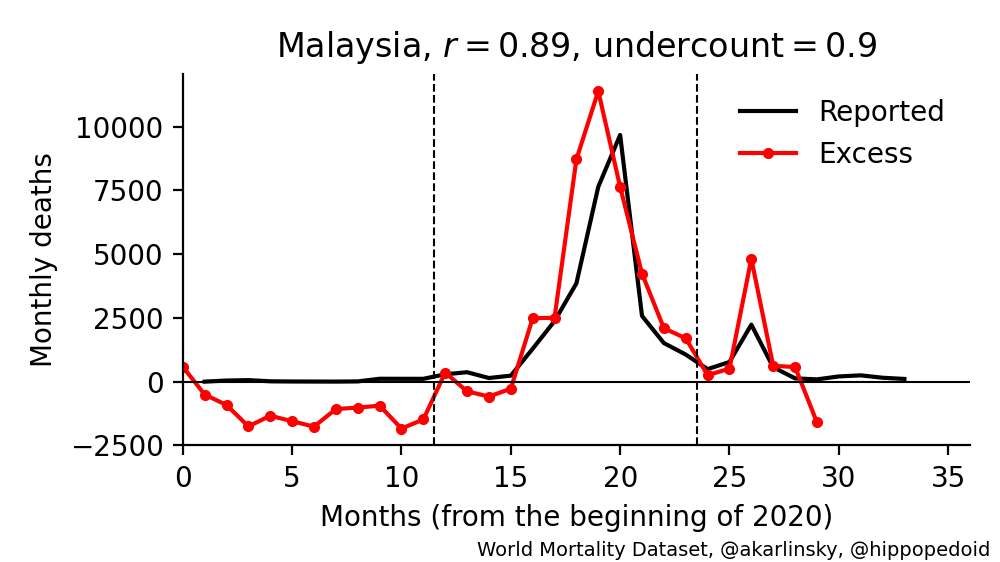 Malaysia, r = 0.89, undercount = 0.9
Reported
Excess
Monthly deaths
10000
7500
5000
2500
0
−2500
0 5 10 15 20 25 30 35
Months (from the beginning of 2020)
World Mortality Dataset, @akarlinsky, @hippopedoid